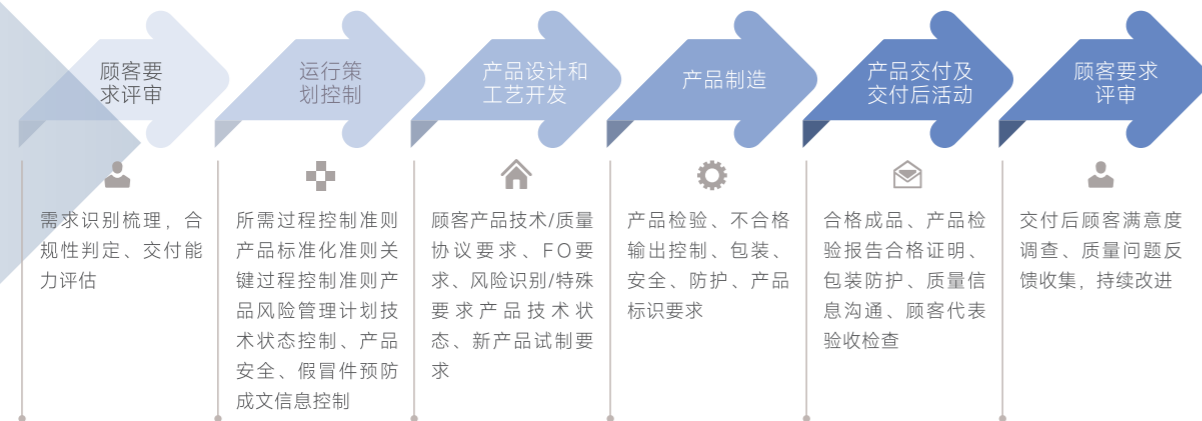 顾客要
求评审
运行策
划控制
产品设计和
工艺开发
产品制造
产品交付及
交付后活动
顾客要求
评审
需求识别梳理，合
规性判定、交付能
力评估
所需过程控制准则
产品标准化准则关
键过程控制准则产
品风险管理计划技
术状态控制、产品
安全、假冒件预防
成文信息控制
顾客产品技术/质量
协议要求、FO要
求、风险识别/特殊
要求产品技术状
态、新产品试制要
求
产品检验、不合格
输出控制、包装、
安全、防护、产品
标识要求
合格成品、产品检
验报告合格证明、
包装防护、质量信
息沟通、顾客代表
验收检查
交付后顾客满意度
调查、质量问题反
馈收集，持续改进